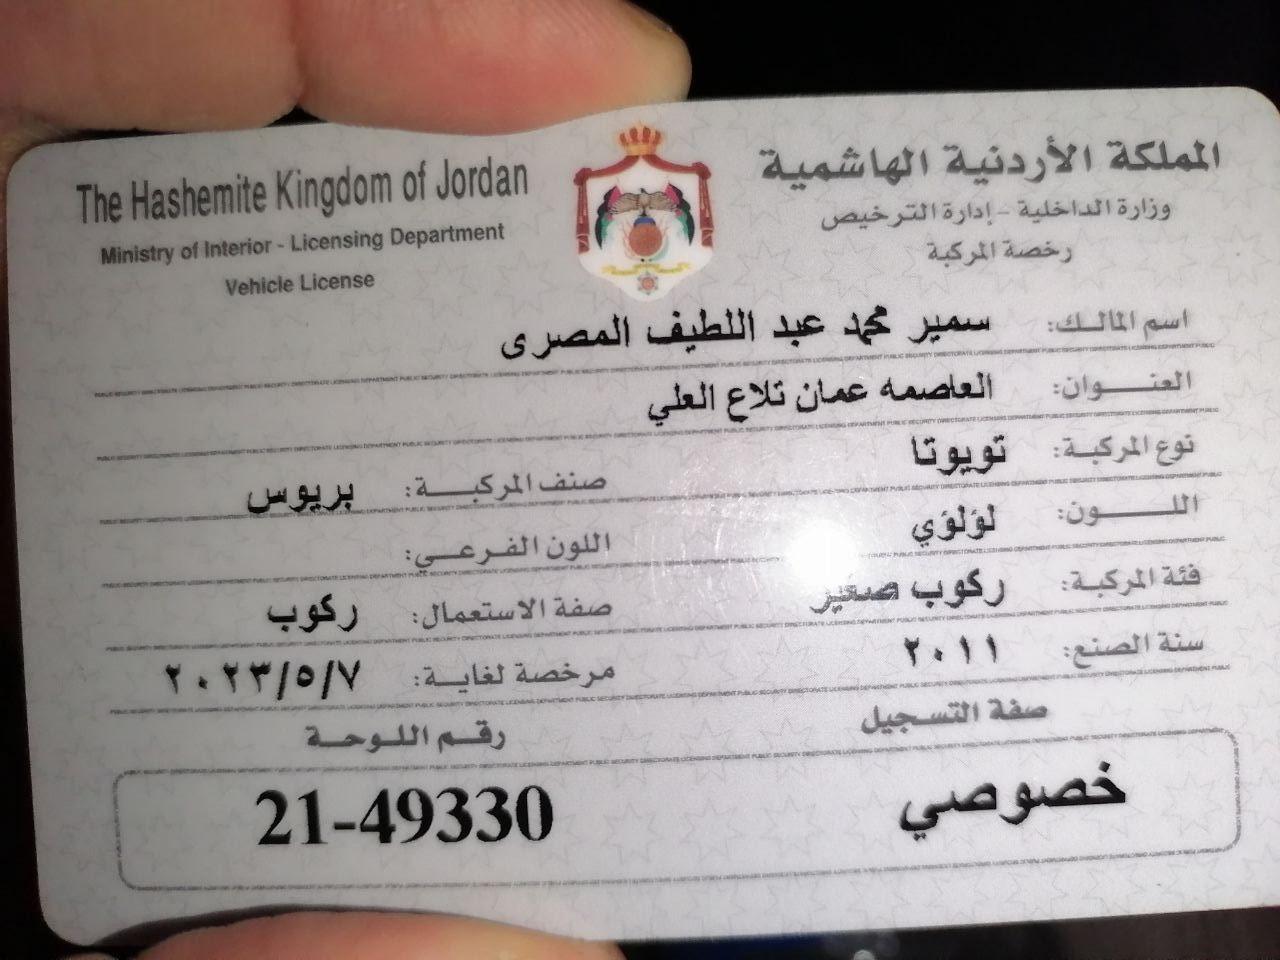 The Hashemite Kingdom of Jordan
Ministry of Interior - Licensing Department
Vehicle License
المملكة الأردنية الهاشمية
وزارة الداخلية - إدارة الترخيص
رخصة المركبة
اسم المالك: سمير محمد عبد اللطيف المصرى
العنوان: العاصمه عمان تلاع العلي
نوع المركبة: تويوتا
صنف المركبة: بريوس
اللون: لؤلؤي
اللون الفرعي:
فئة المركبة: ركوب صغير
صفة الاستعمال: ركوب
سنة الصنع: ٢٠١١
مرخصة لغاية: ٢٠٢٣/٥/٧
صفة التسجيل
رقم اللوحة
خصوصي
21-49330